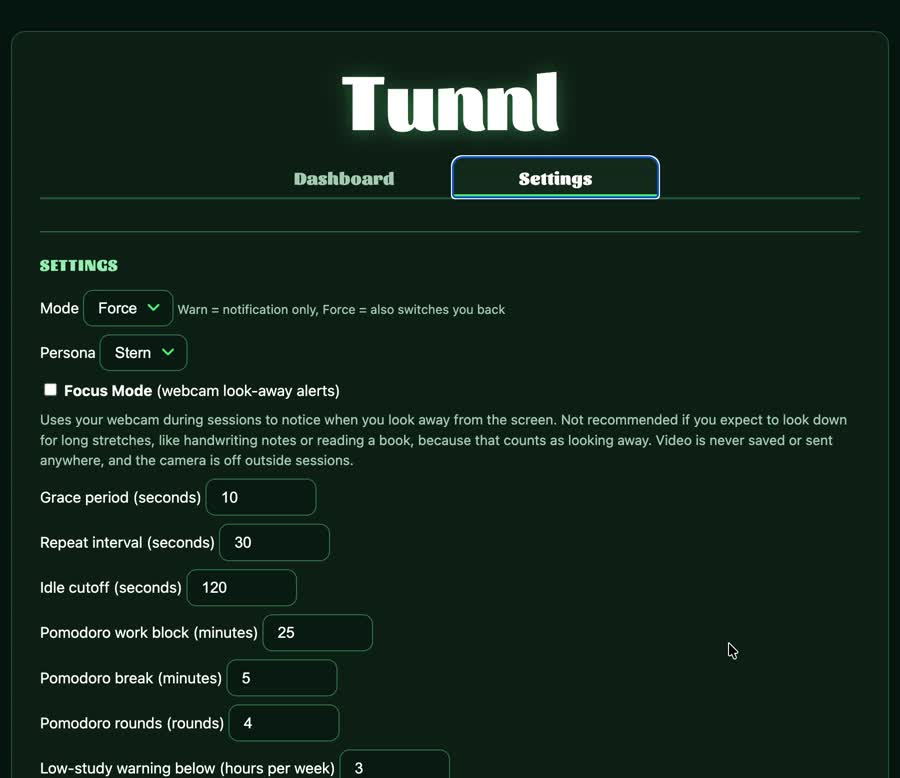 Tunnl
Dashboard Settings
SETTINGS
Mode Force Warn = notification only, Force = also switches you back
Persona Stern
Focus Mode (webcam look-away alerts)
Uses your webcam during sessions to notice when you look away from the screen. Not recommended if you expect to look down
for long stretches, like handwriting notes or reading a book, because that counts as looking away. Video is never saved or sent
anywhere, and the camera is off outside sessions.
Grace period (seconds) 10
Repeat interval (seconds) 30
Idle cutoff (seconds) 120
Pomodoro work block (minutes) 25
Pomodoro break (minutes) 5
Pomodoro rounds (rounds) 4
Low-study warning below (hours per week) 3